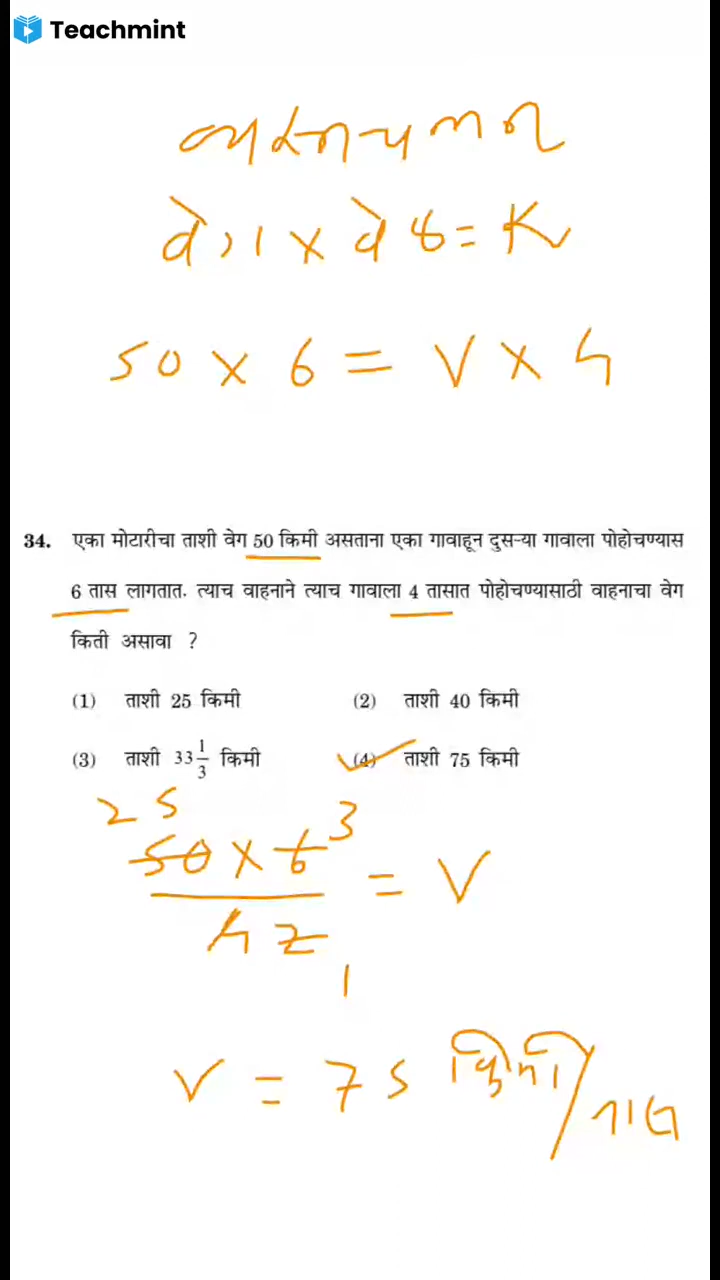 Teachmint
व्यस्तचलन
वेग × वेळ = K
50 × 6 = V × 4
34. एका मोटारीचा ताशी वेग 50 किमी असताना एका गावाहून दुसऱ्या गावाला पोहोचण्यास
6 तास लागतात. त्याच वाहनाने त्याच गावाला 4 तासात पोहोचण्यासाठी वाहनाचा वेग
किती असावा ?
(1) ताशी 25 किमी (2) ताशी 40 किमी
(3) ताशी 33 1/3 किमी (4) ताशी 75 किमी
25 3
50 × 6 = V
4 2
1
V = 75 किमी/तास